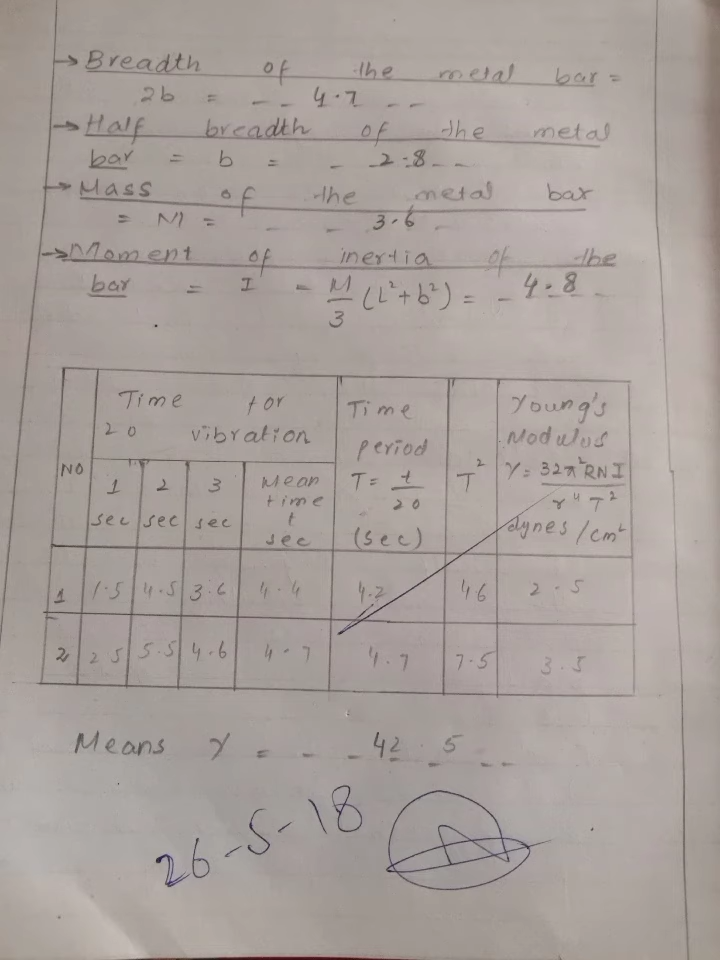 → Breadth of the metal bar =
2b = - - 4.7 - -
→ Half breadth of the metal
bar = b = - 2.8 - -
→ Mass of the metal bar
= M = - - 3.6 -
→ Moment of inertia of the
bar = I = M/3 (L²+b²) = - 4.8 -
NO
Time for
20 vibration
1 sec
2 sec
3 sec
Mean time t sec
Time period T = t/20 (sec)
T²
Young's Modulus Y = 32π²RNI / r⁴T² dynes/cm²
1 1.5 4.5 3.6 4.4 4.2 46 2.5
2 2 5 5.5 4.6 4.7 4.7 7.5 3.5
Means Y = - - - 42.5 - -
26-5-18